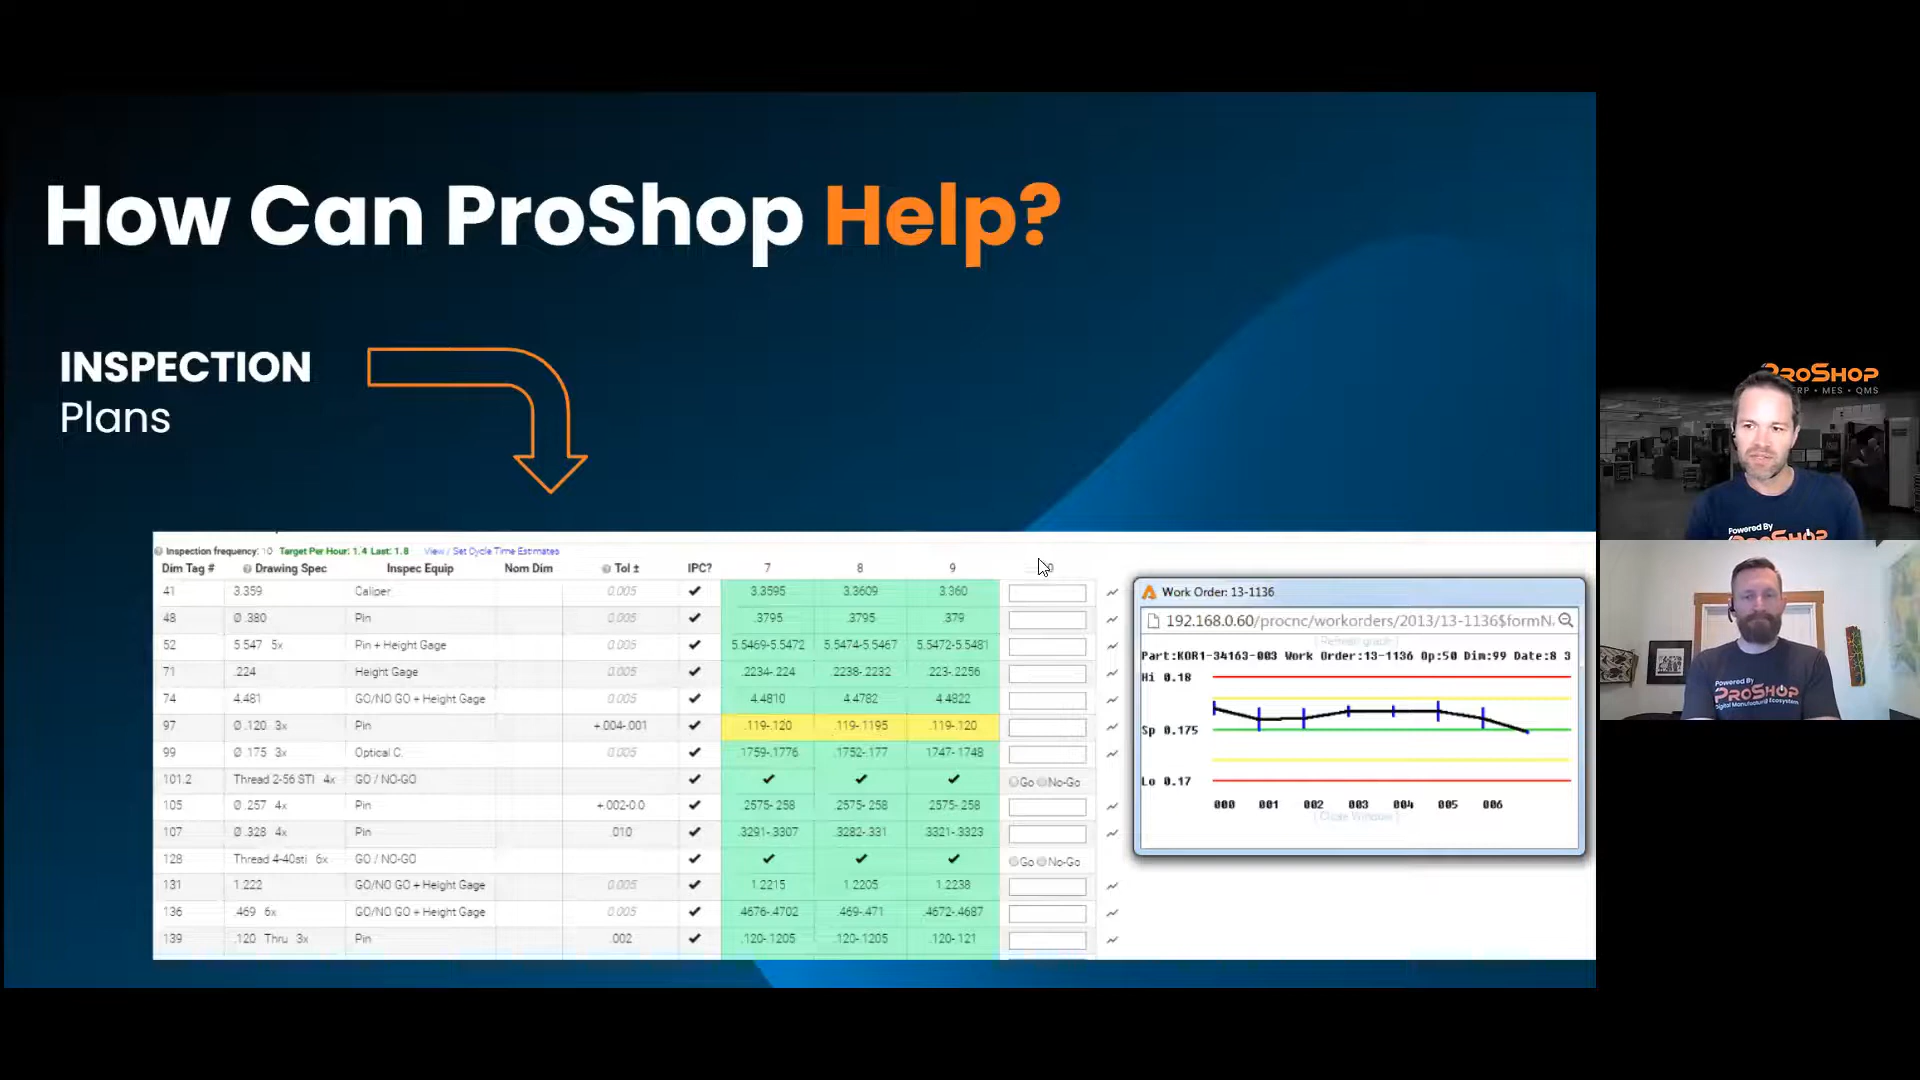 How Can ProShop Help?
INSPECTION
Plans
Inspection frequency: 10 Target Per Hour: 1.4 Last: 1.8 View / Set Cycle Time Estimates
Dim Tag # Drawing Spec Inspec Equip Nom Dim Tol ± IPC? 7 8 9
41 3.359 Caliper 0.005 ✔ 3.3595 3.3609 3.360
48 Ø .380 Pin 0.005 ✔ .3795 .3795 .379
52 5.547 5x Pin + Height Gage 0.005 ✔ 5.5469-5.5472 5.5474-5.5467 5.5472-5.5481
71 .224 Height Gage 0.005 ✔ .2234-.224 .2238-.2232 .223-.2256
74 4.481 GO/NO GO + Height Gage 0.005 ✔ 4.4810 4.4782 4.4822
97 Ø .120 3x Pin +.004-.001 ✔ .119-.120 .119-.1195 .119-.120
99 Ø .175 3x Optical C. 0.005 ✔ .1759-.1776 .1752-.177 .1747-.1748
101.2 Thread 2-56 STI 4x GO / NO-GO ✔ ✔ ✔ ✔ Go No-Go
105 Ø .257 4x Pin +.002-0.0 ✔ .2575-.258 .2575-.258 .2575-.258
107 Ø .328 4x Pin .010 ✔ .3291-.3307 .3282-.331 .3321-.3323
128 Thread 4-40sti 6x GO / NO-GO ✔ ✔ ✔ ✔ Go No-Go
131 1.222 GO/NO GO + Height Gage 0.005 ✔ 1.2215 1.2205 1.2238
136 .469 6x GO/NO GO + Height Gage 0.005 ✔ .4676-.4702 .469-.471 .4672-.4687
139 .120 Thru 3x Pin .002 ✔ .120-.1205 .120-.1205 .120-.121
Work Order: 13-1136
192.168.0.60/procnc/workorders/2013/13-1136$formN.
[ Refresh graph ]
Part:KOR1-34163-003 Work Order:13-1136 Op:50 Dim:99 Date:8 3
Hi 0.18
Sp 0.175
Lo 0.17
000 001 002 003 004 005 006
[ Close Window ]
PROSHOP
ERP • MES • QMS
Powered By
PROSHOP
Powered By
PROSHOP
Digital Manufacturing Ecosystem